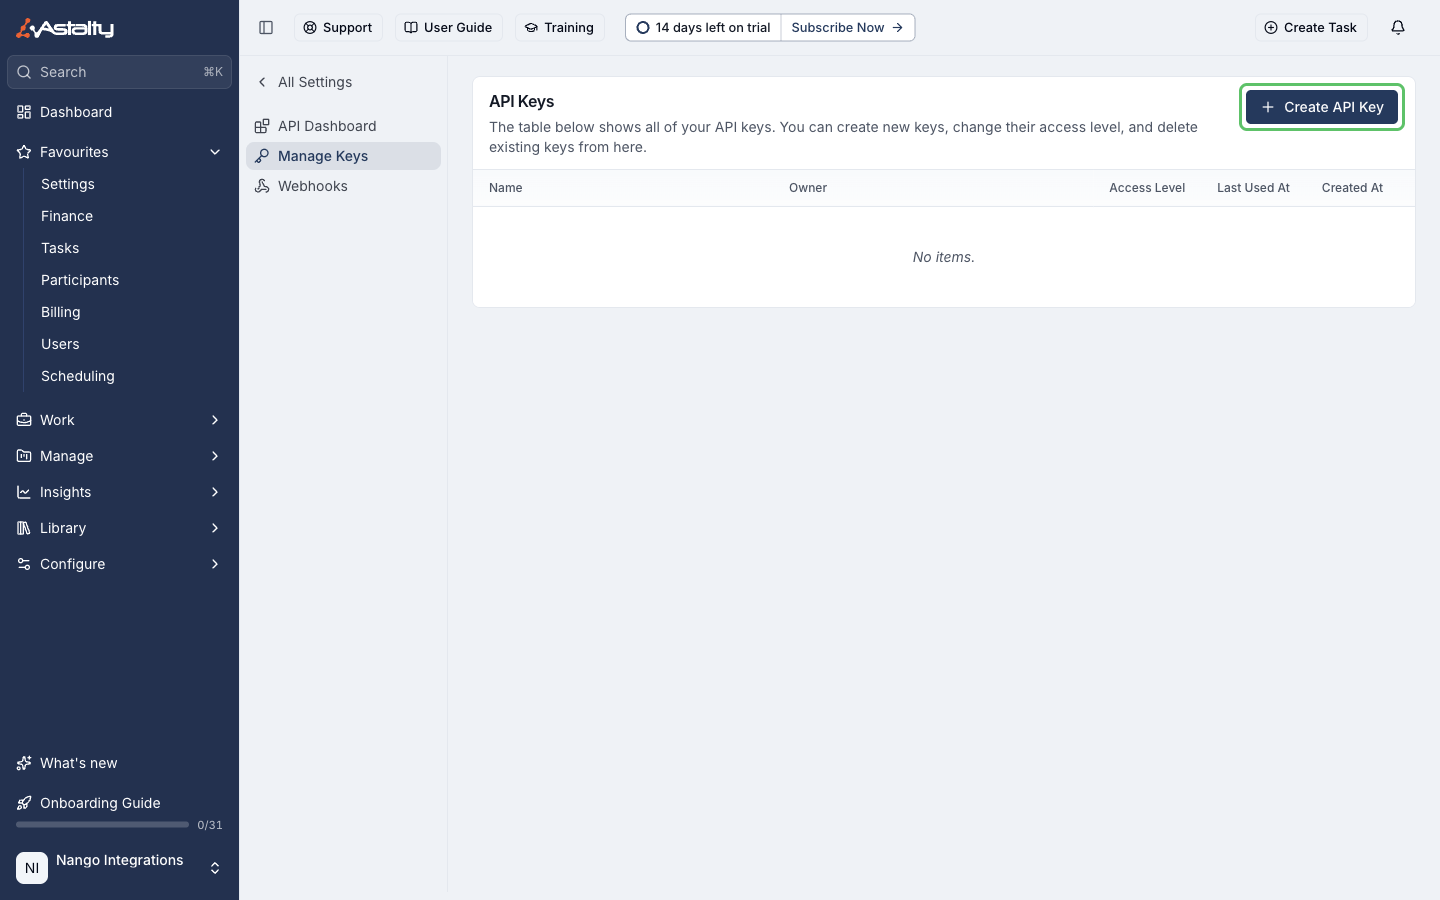 Astalty
Search ⌘K
Dashboard
Favourites
Settings
Finance
Tasks
Participants
Billing
Users
Scheduling
Work
Manage
Insights
Library
Configure
What's new
Onboarding Guide
0/31
NI Nango Integrations
Support
User Guide
Training
14 days left on trial
Subscribe Now →
Create Task
All Settings
API Dashboard
Manage Keys
Webhooks
API Keys
The table below shows all of your API keys. You can create new keys, change their access level, and delete
existing keys from here.
Create API Key
Name Owner Access Level Last Used At Created At
No items.